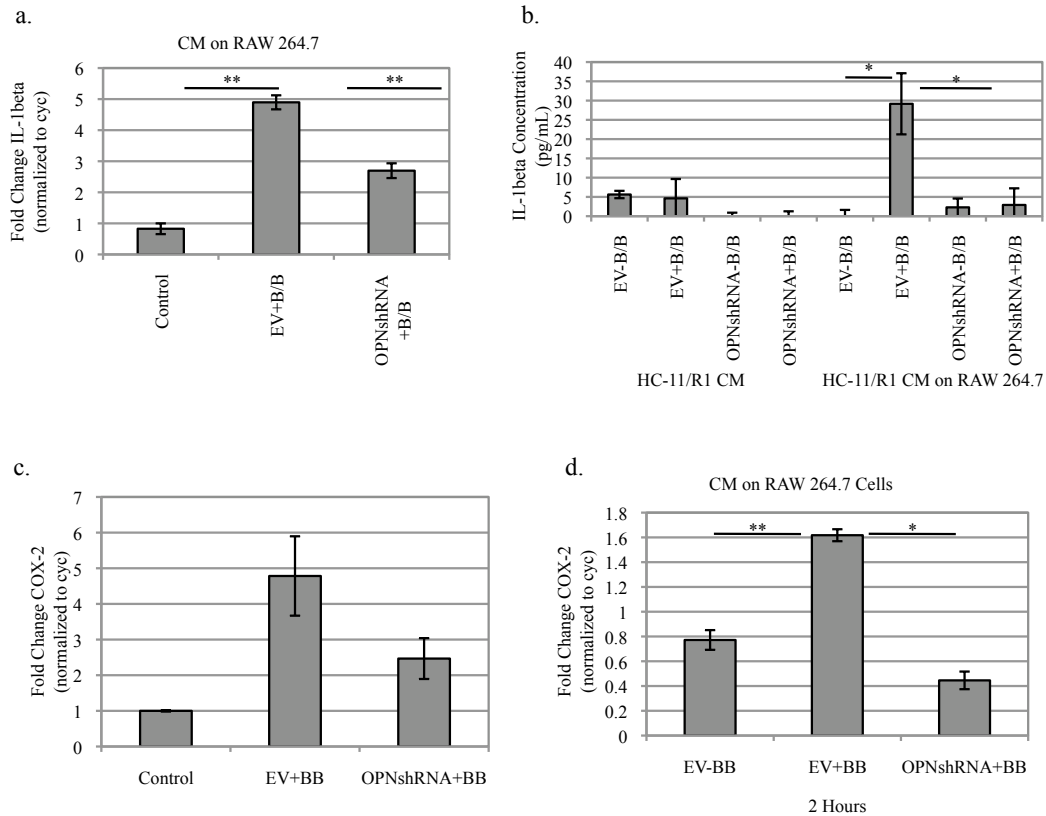 a.
CM on RAW 264.7
Fold Change IL-1beta
(normalized to cyc)
6
5
4
3
2
1
0
**
**
Control
EV+B/B
OPNshRNA
+B/B
b.
IL-1beta Concentration
(pg/mL)
40
35
30
25
20
15
10
5
0
*
*
EV-B/B
EV+B/B
OPNshRNA-B/B
OPNshRNA+B/B
EV-B/B
EV+B/B
OPNshRNA-B/B
OPNshRNA+B/B
HC-11/R1 CM
HC-11/R1 CM on RAW 264.7
c.
Fold Change COX-2
(normalized to cyc)
7
6
5
4
3
2
1
0
Control
EV+BB
OPNshRNA+BB
d.
CM on RAW 264.7 Cells
Fold Change COX-2
(normalized to cyc)
1.8
1.6
1.4
1.2
1
0.8
0.6
0.4
0.2
0
**
*
EV-BB
EV+BB
OPNshRNA+BB
2 Hours